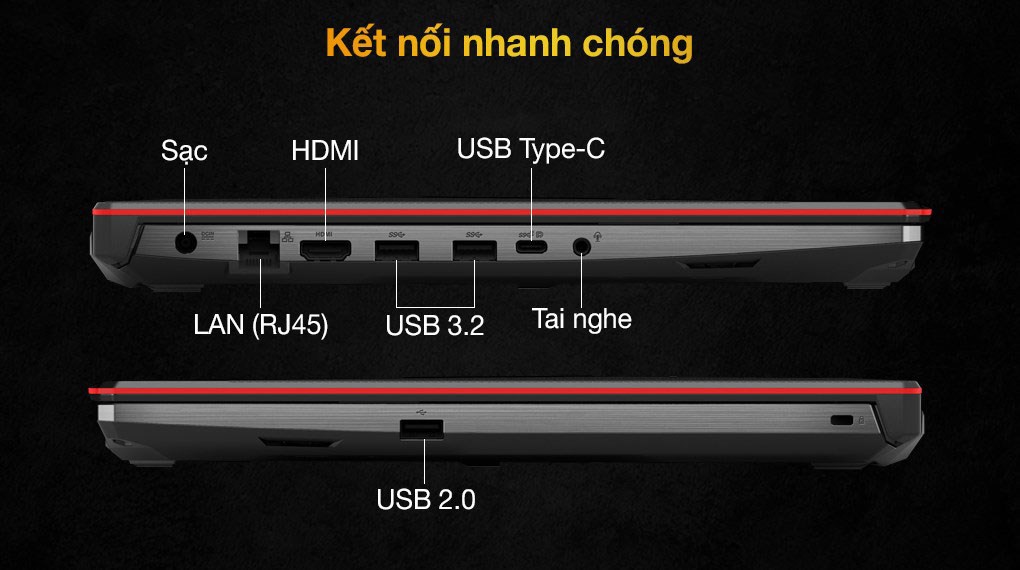 Kết nối nhanh chóng
Sạc
HDMI
USB Type-C
HDMI
LAN (RJ45)
USB 3.2
Tai nghe
USB 2.0